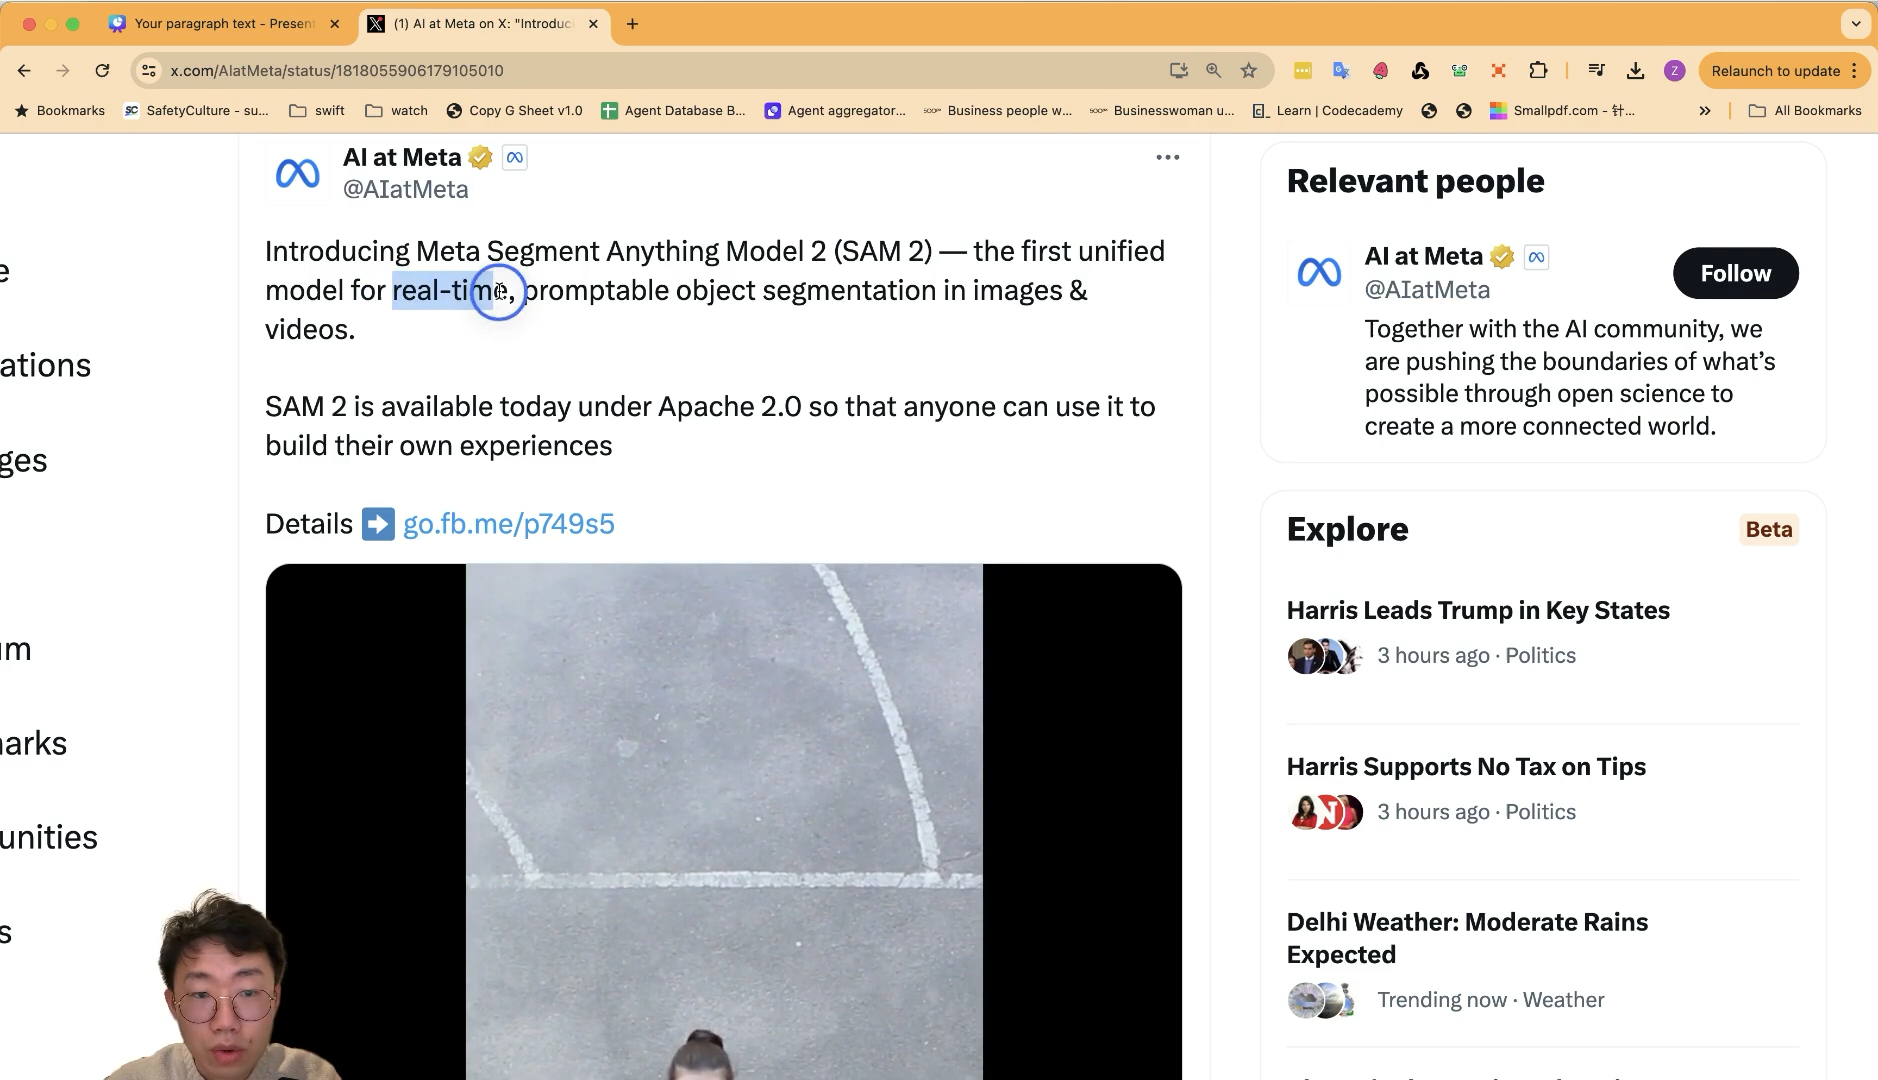 Your paragraph text - Present
(1) AI at Meta on X: "Introduc
x.com/AIatMeta/status/1818055906179105010
Relaunch to update
Bookmarks
SafetyCulture - su...
swift
watch
Copy G Sheet v1.0
Agent Database B...
Agent aggregator...
Business people w...
Businesswoman u...
Learn | Codecademy
Smallpdf.com - 针...
All Bookmarks
e
ations
ges
um
arks
unities
s
AI at Meta
@AIatMeta
Introducing Meta Segment Anything Model 2 (SAM 2) — the first unified
model for real-time, promptable object segmentation in images &
videos.
SAM 2 is available today under Apache 2.0 so that anyone can use it to
build their own experiences
Details ➡️ go.fb.me/p749s5
Relevant people
AI at Meta
@AIatMeta
Follow
Together with the AI community, we
are pushing the boundaries of what's
possible through open science to
create a more connected world.
Explore
Beta
Harris Leads Trump in Key States
3 hours ago · Politics
Harris Supports No Tax on Tips
3 hours ago · Politics
Delhi Weather: Moderate Rains
Expected
Trending now · Weather